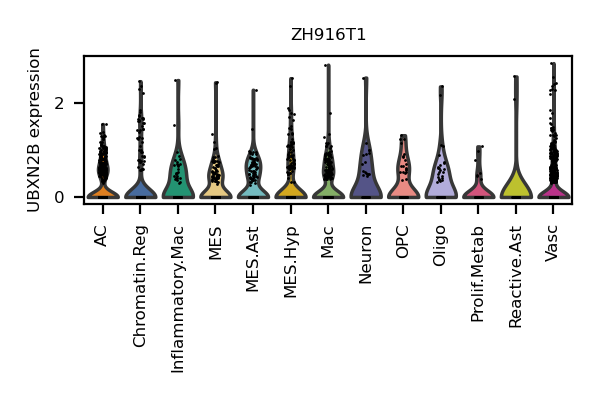 ZH916T1
UBXN2B expression
2
0
AC
Chromatin.Reg
Inflammatory.Mac
MES
MES.Ast
MES.Hyp
Mac
Neuron
OPC
Oligo
Prolif.Metab
Reactive.Ast
Vasc